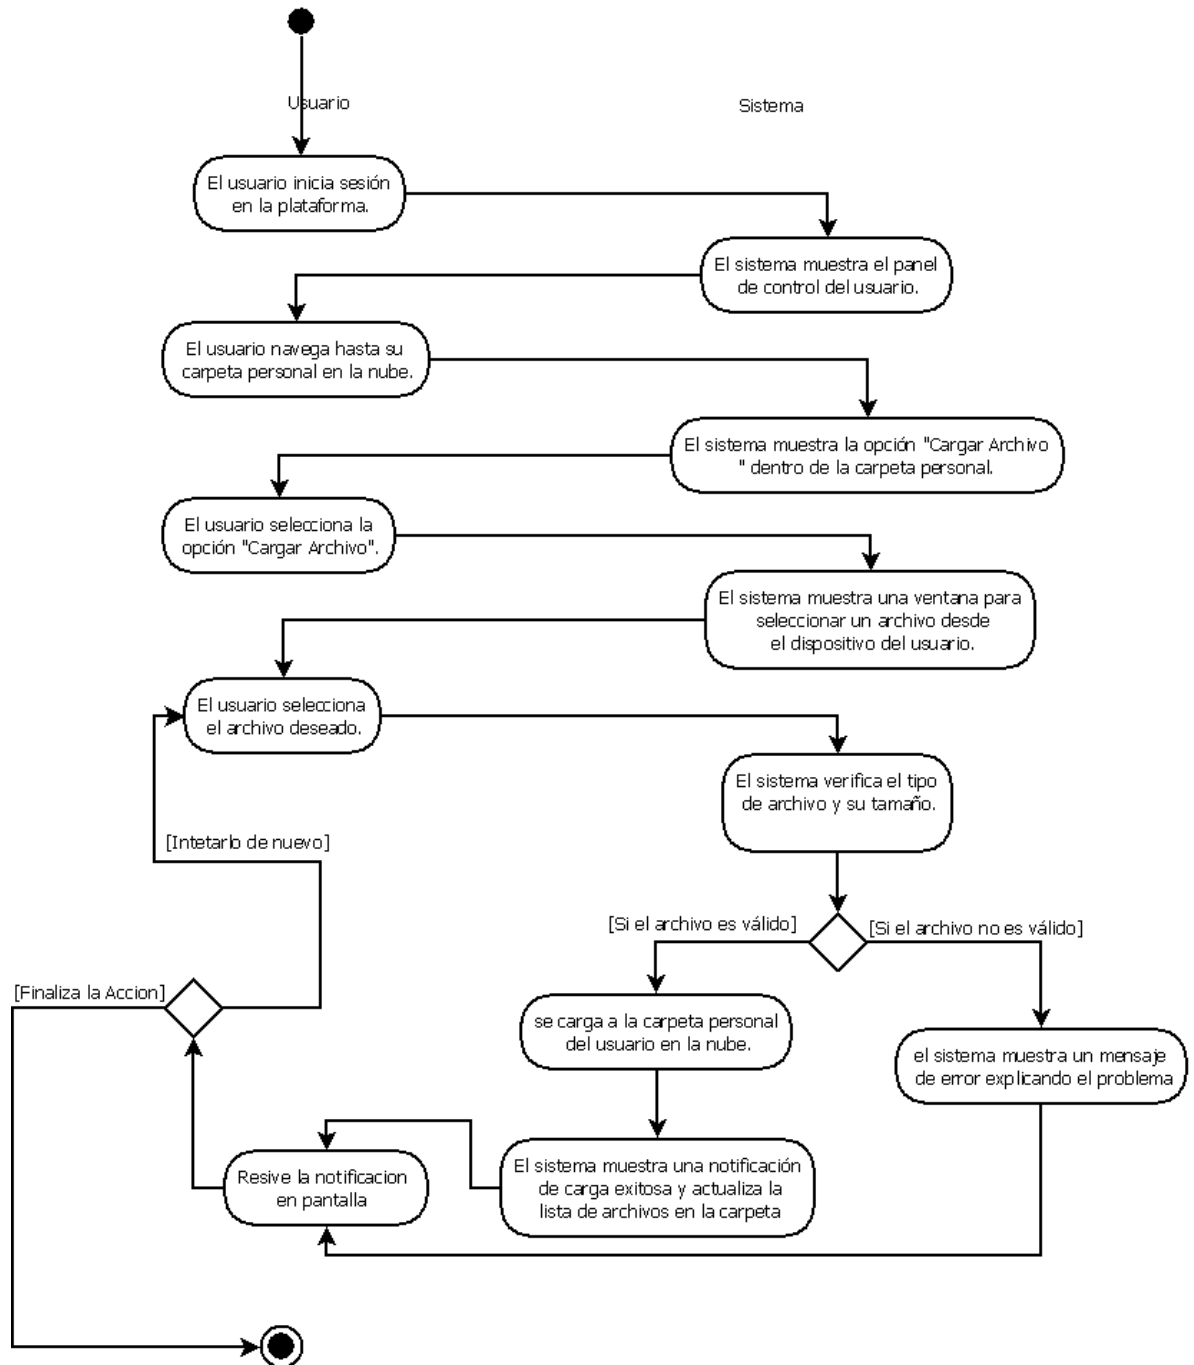 Usuario
Sistema
El usuario inicia sesión
en la plataforma.
El sistema muestra el panel
de control del usuario.
El usuario navega hasta su
carpeta personal en la nube.
El sistema muestra la opción "Cargar Archivo
" dentro de la carpeta personal.
El usuario selecciona la
opción "Cargar Archivo".
El sistema muestra una ventana para
seleccionar un archivo desde
el dispositivo del usuario.
El usuario selecciona
el archivo deseado.
El sistema verifica el tipo
de archivo y su tamaño.
[Intetarlo de nuevo]
[Si el archivo es válido]
[Si el archivo no es válido]
[Finaliza la Accion]
se carga a la carpeta personal
del usuario en la nube.
el sistema muestra un mensaje
de error explicando el problema
Resive la notificacion
en pantalla
El sistema muestra una notificación
de carga exitosa y actualiza la
lista de archivos en la carpeta